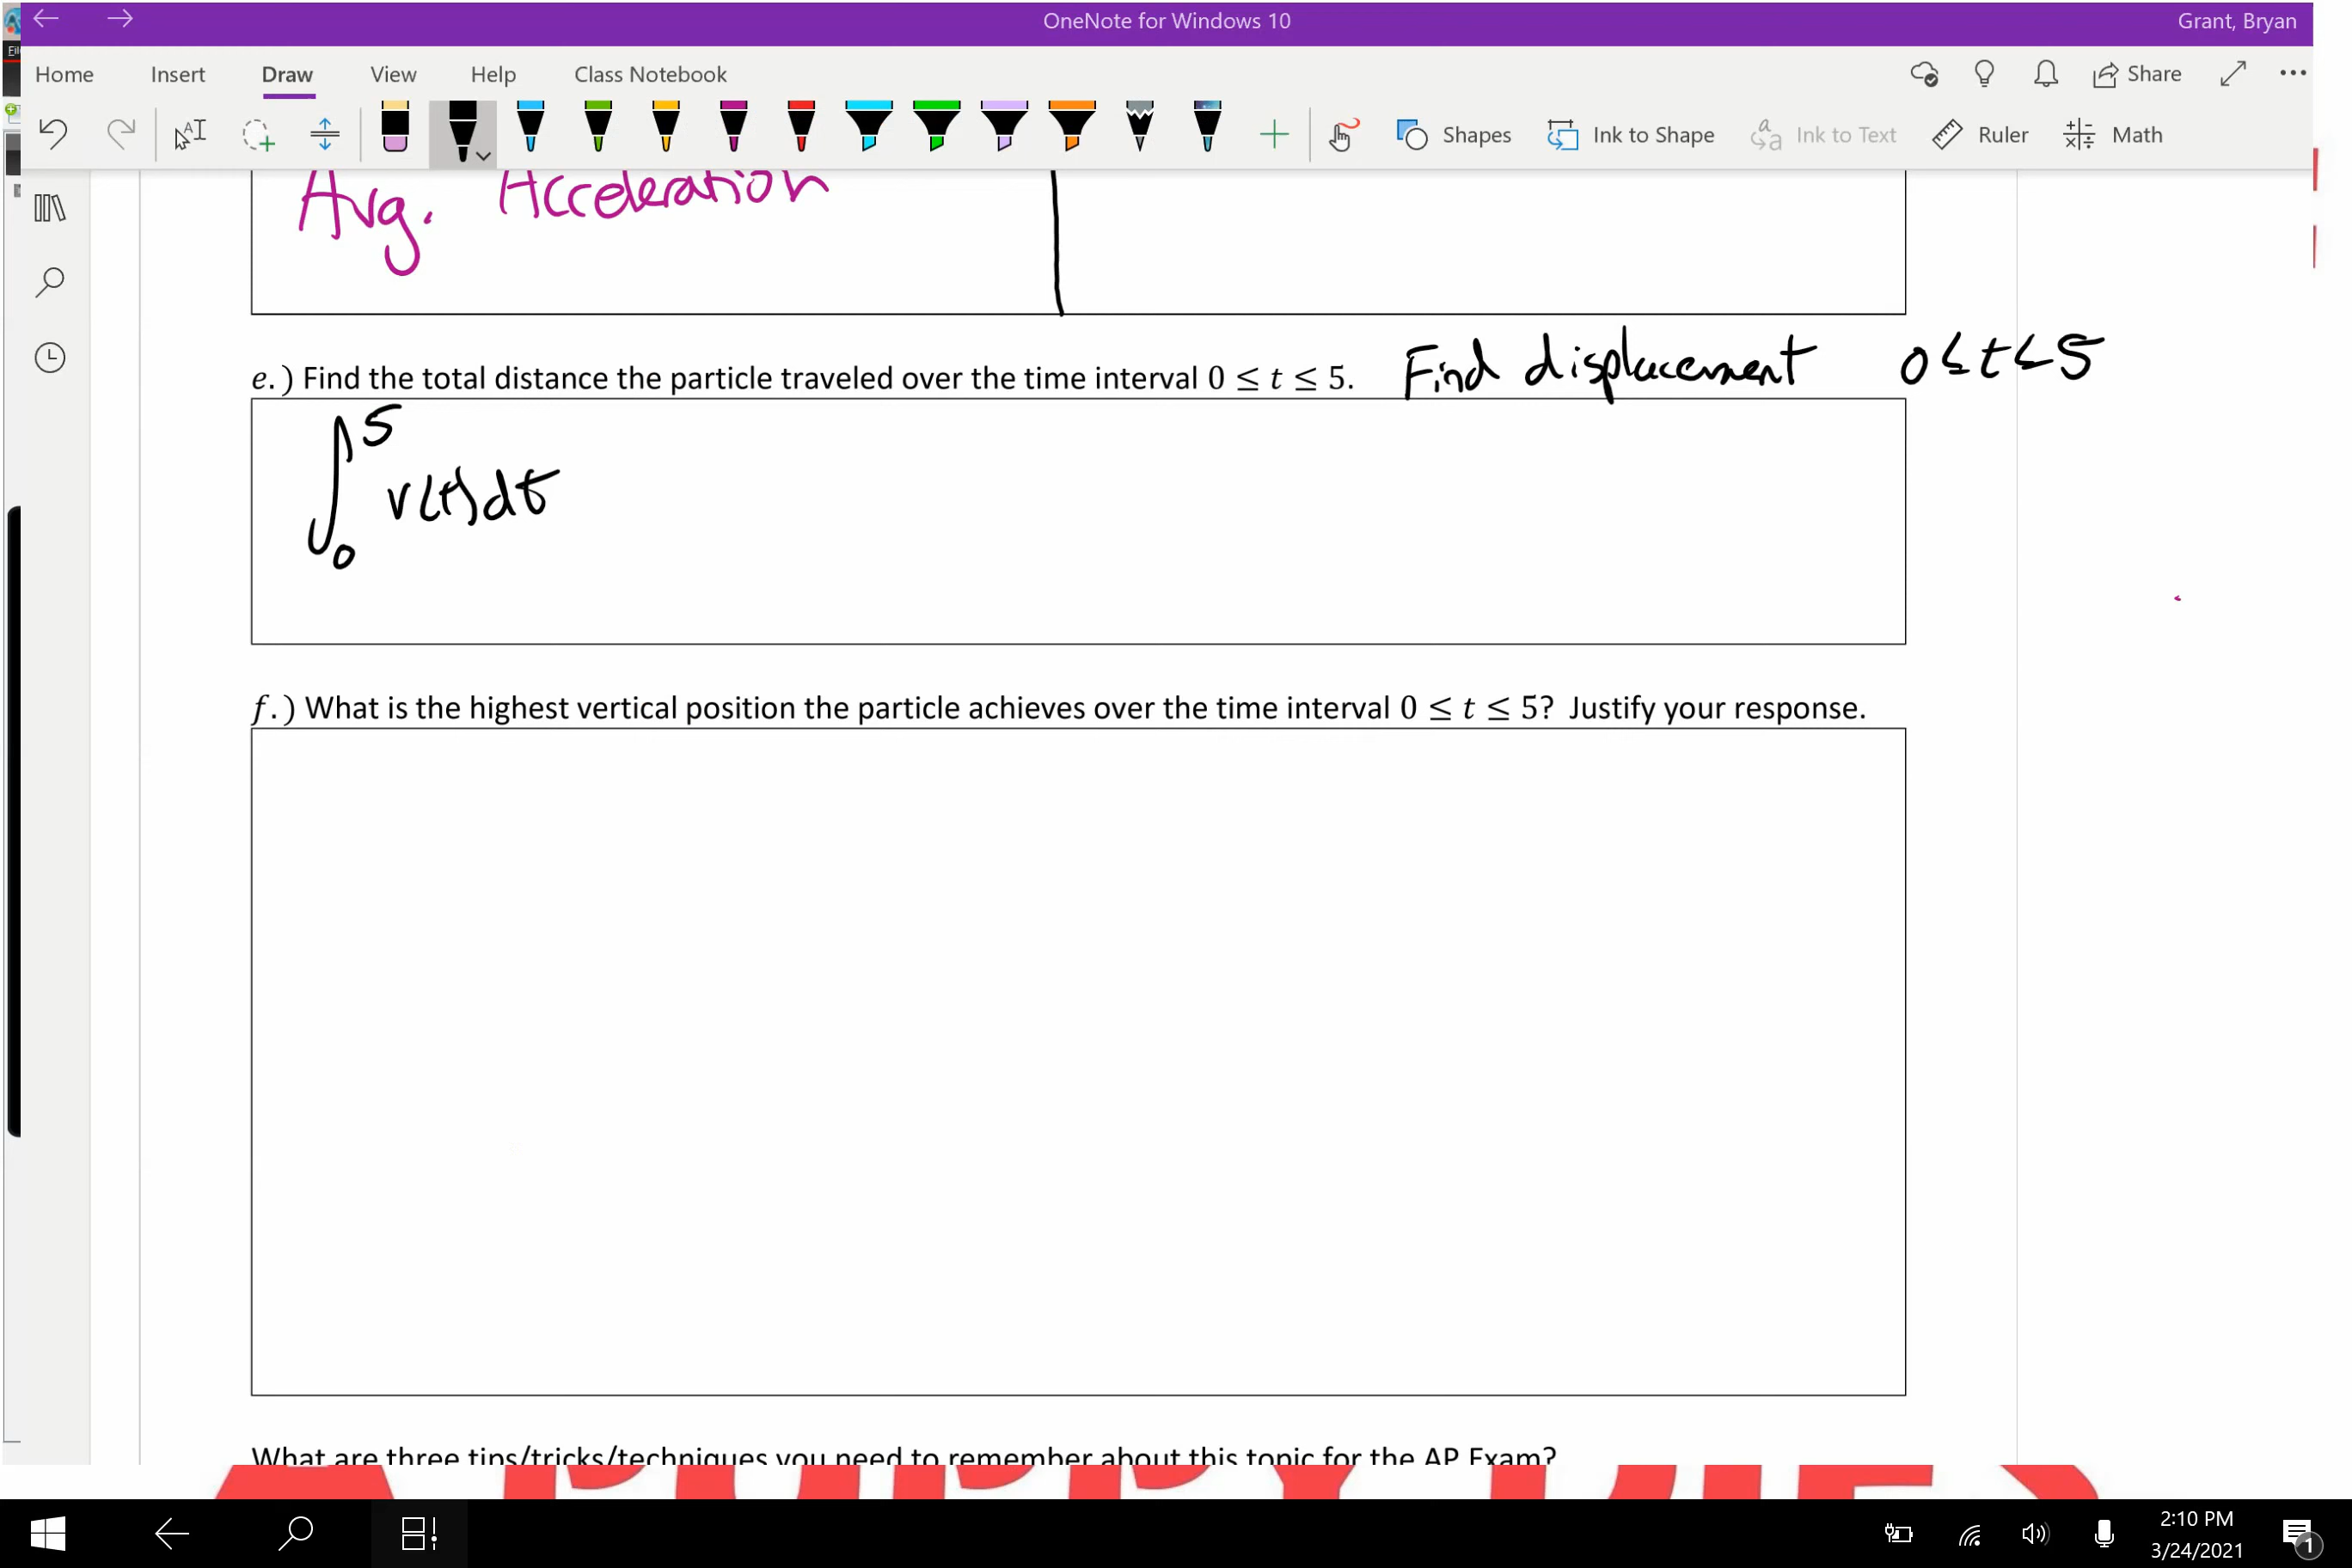 OneNote for Windows 10
Grant, Bryan
Home Insert Draw View Help Class Notebook
Share
Shapes Ink to Shape Ink to Text Ruler Math
Avg. Acceleration
e.) Find the total distance the particle traveled over the time interval 0 ≤ t ≤ 5. Find displacement 0<t<5
∫₀⁵ v(t)dt
f.) What is the highest vertical position the particle achieves over the time interval 0 ≤ t ≤ 5? Justify your response.
What are three tips/tricks/techniques you need to remember about this topic for the AP Exam?
2:10 PM
3/24/2021
1